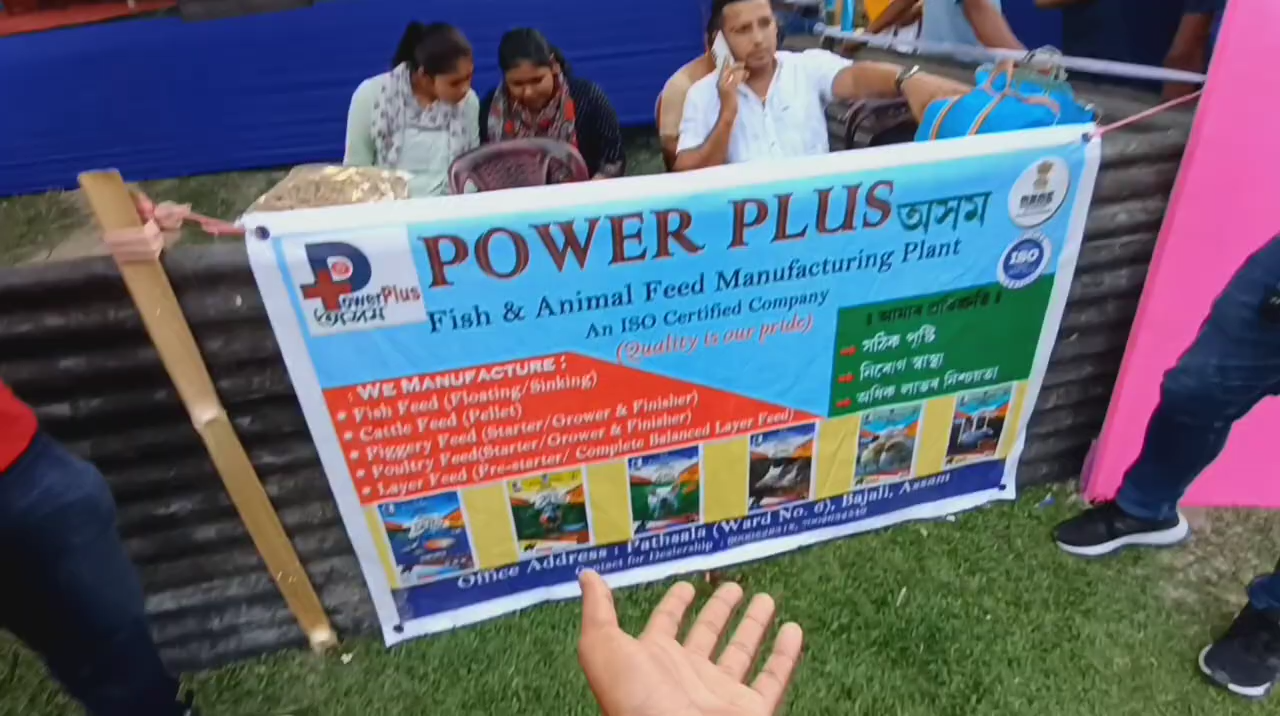 POWER PLUS অসম
Fish & Animal Feed Manufacturing Plant
An ISO Certified Company
(Quality is our pride)
PowerPlus
অসম
ISO
: WE MANUFACTURE :
• Fish Feed (Floating/Sinking)
• Cattle Feed (Pellet)
• Piggery Feed (Starter/Grower & Finisher)
• Poultry Feed(Starter/Grower & Finisher)
• Layer Feed (Pre-starter/ Complete Balanced Layer Feed)
॥ আমাৰ প্ৰতিশ্ৰুতি ॥
সঠিক পুষ্টি
নিৰোগ স্বাস্থ্য
অধিক লাভৰ নিশ্চয়তা
Office Address : Pathsala (Ward No. 6), Bajali, Assam
Contact for Dealership :